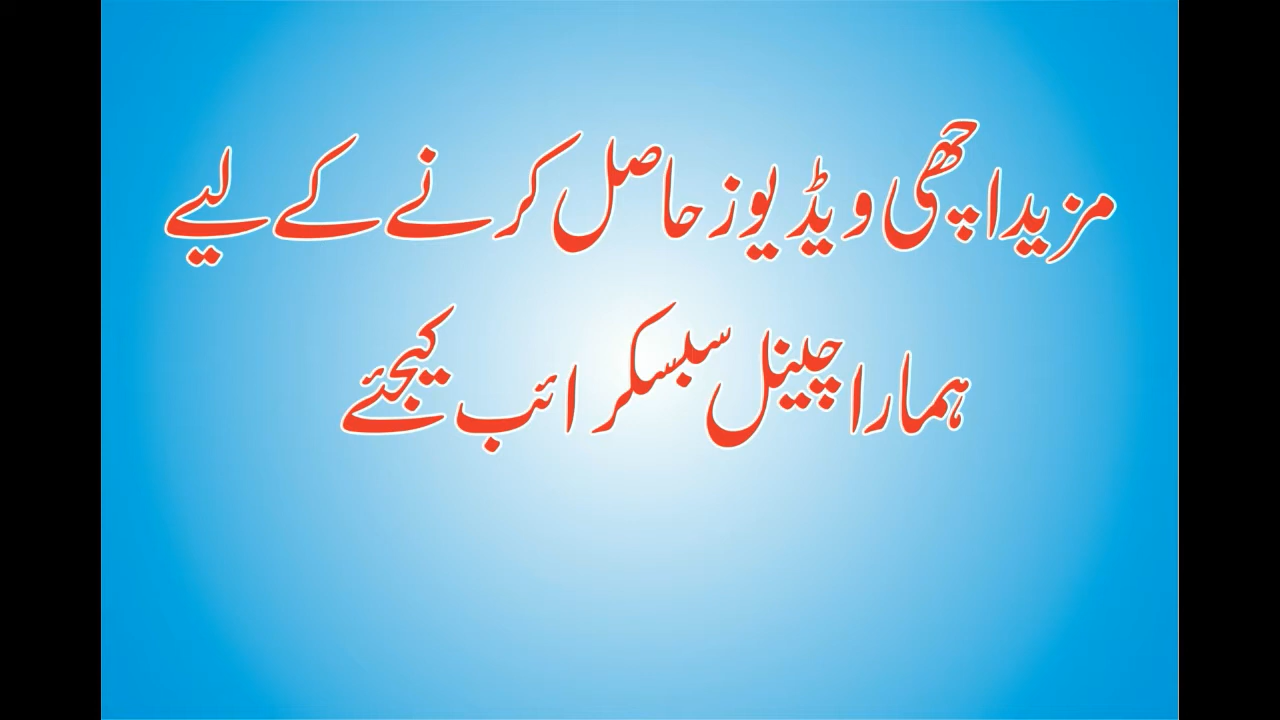 مزید اچھی ویڈیوز حاصل کرنے کے لیے
ہمارا چینل سبسکرائب کیجئے